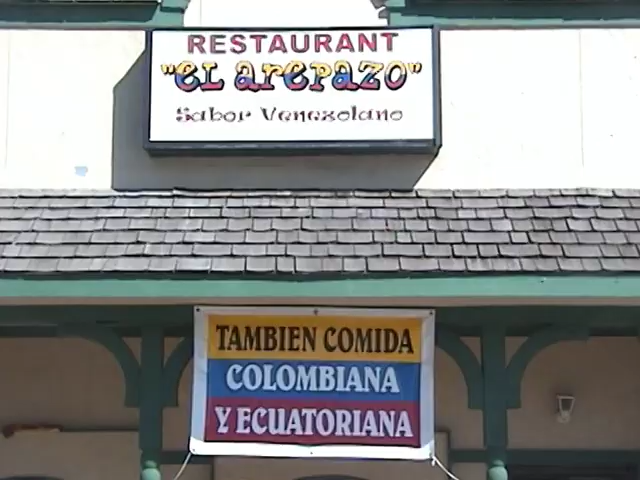 RESTAURANT
"eL arepazo"
Sabor Venezolano
TAMBIEN COMIDA
COLOMBIANA
Y ECUATORIANA